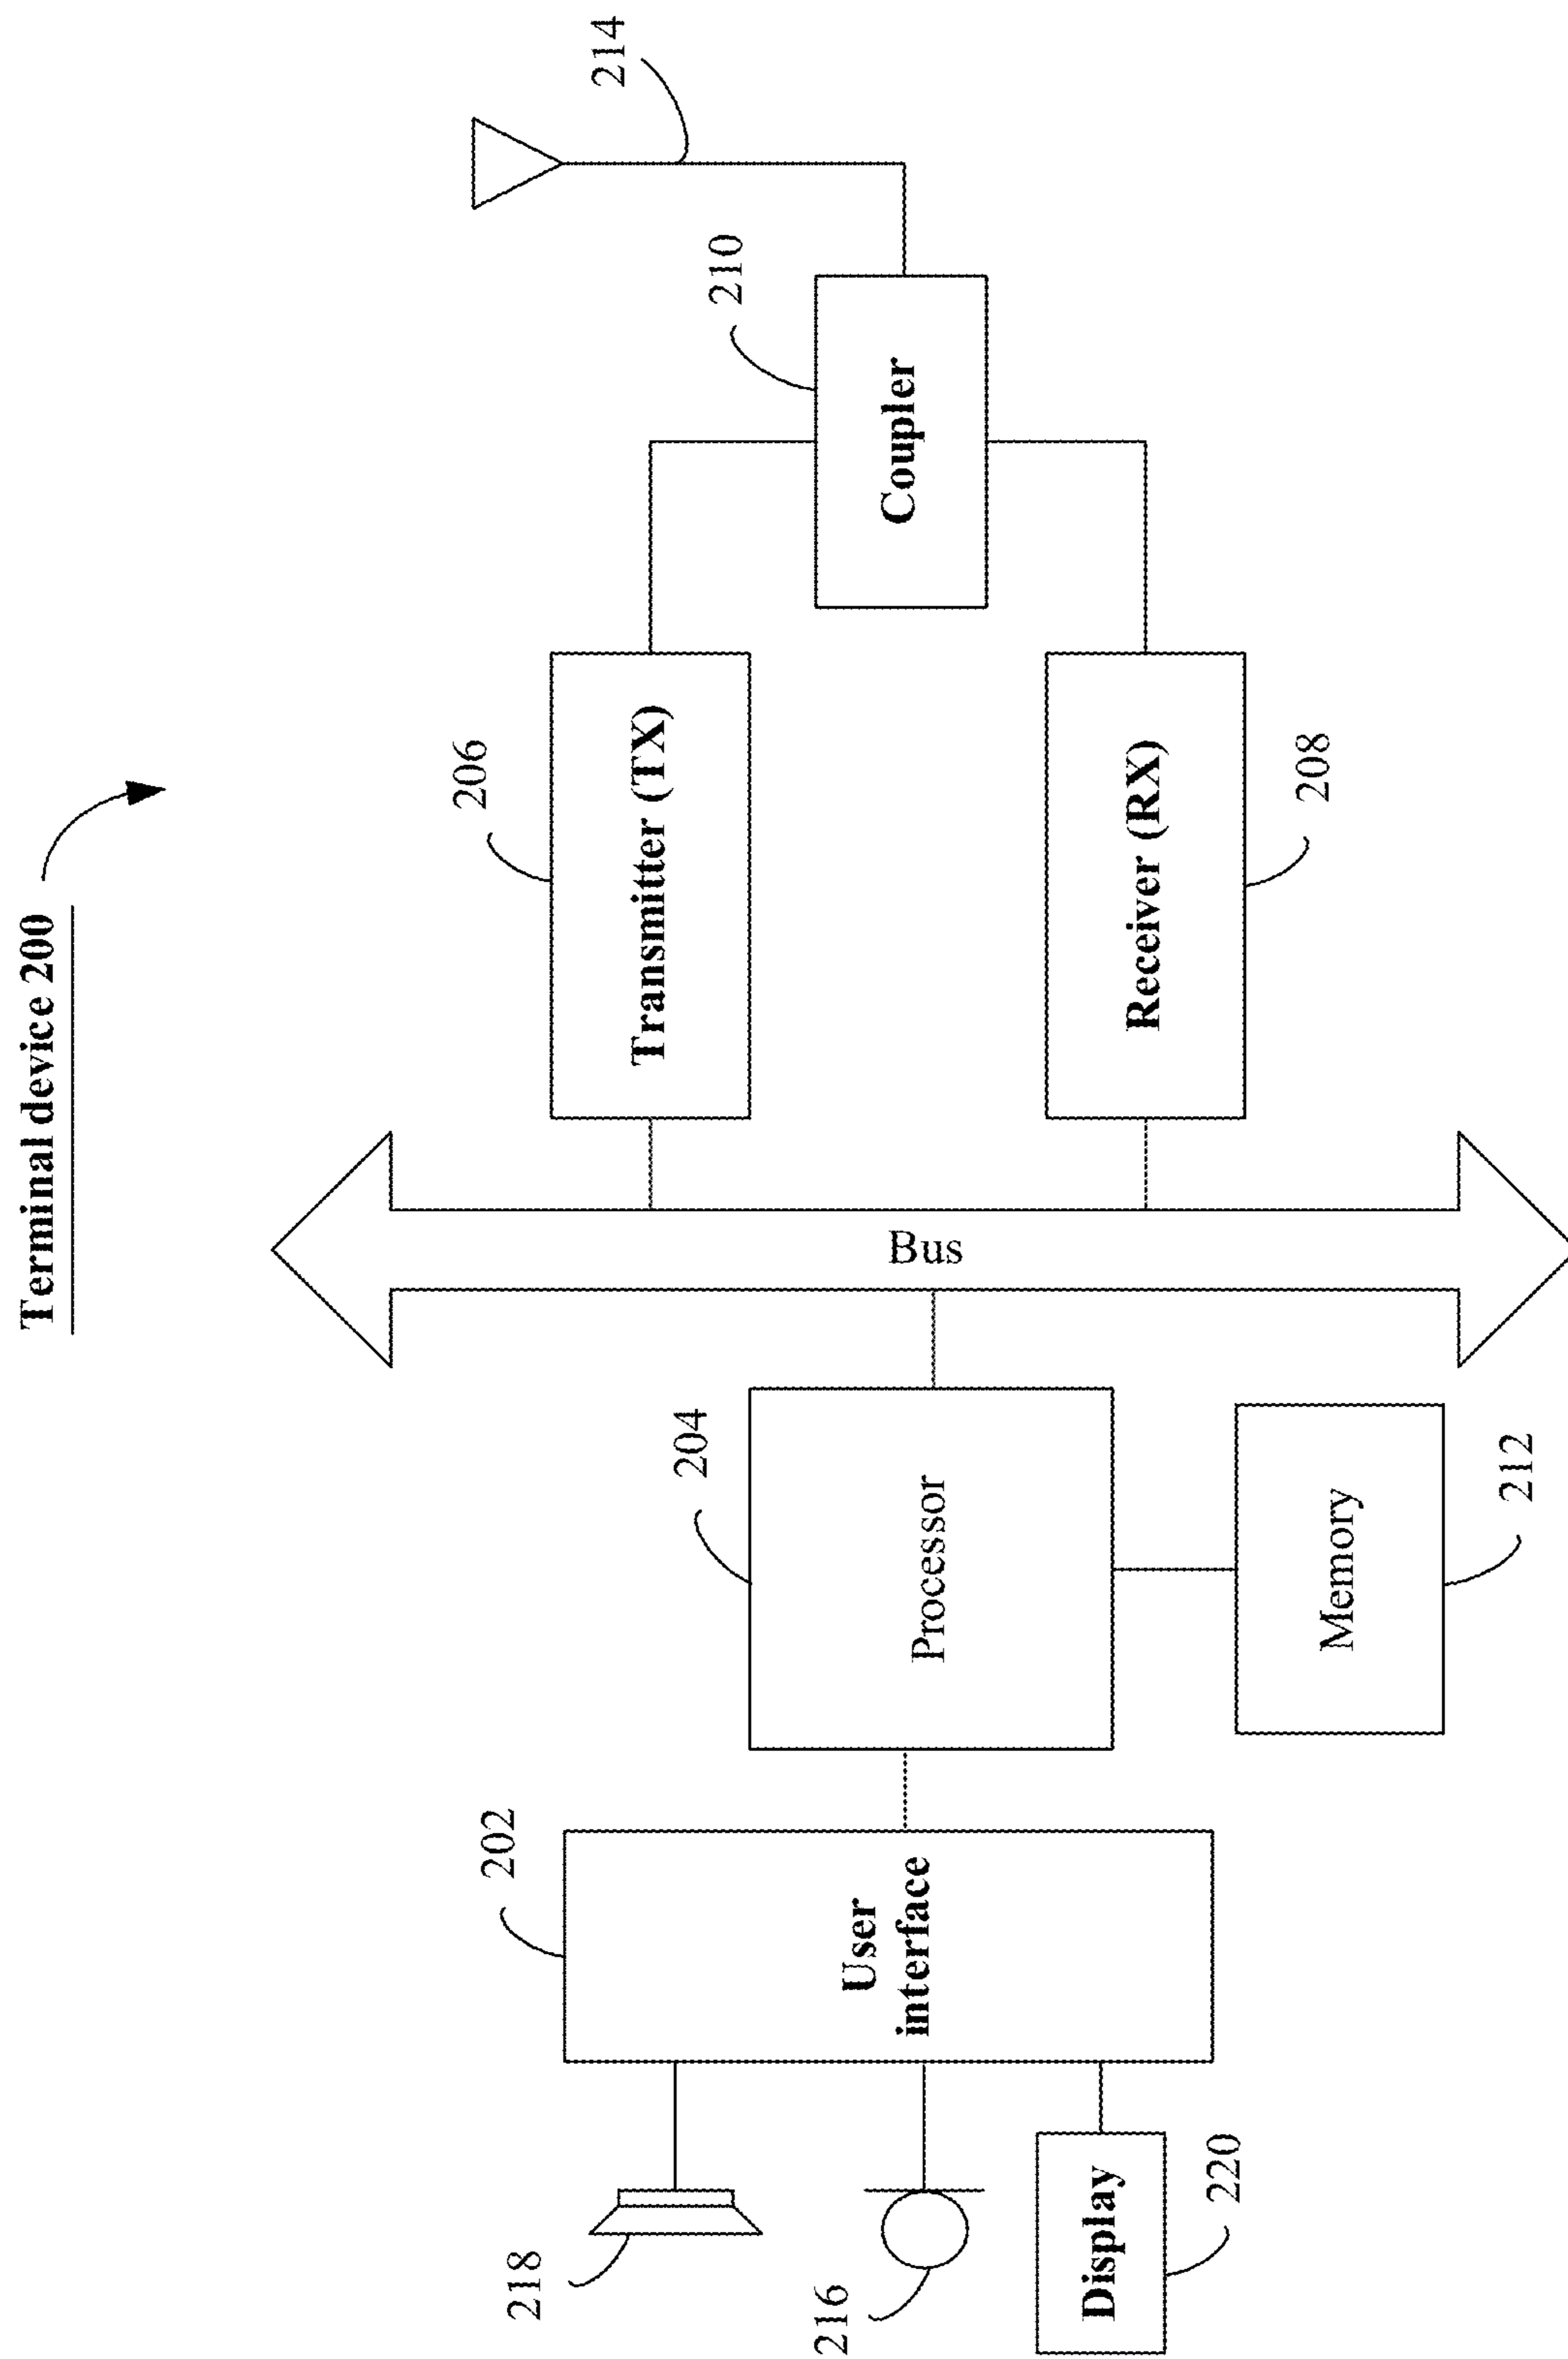 Terminal device 200
218
216
Display
220
202
User
interface
204
Processor
Memory
212
Bus
206
Transmitter (TX)
Receiver (RX)
208
210
Coupler
214